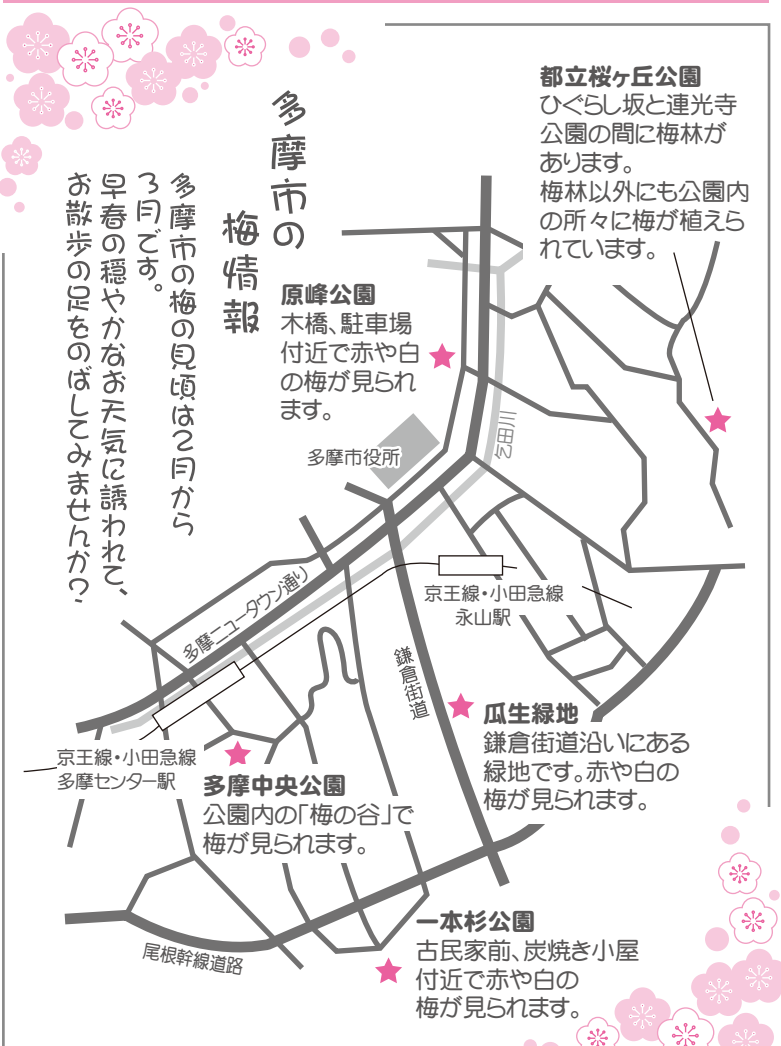 多摩市の
梅情報
多摩市の梅の見頃は2月から
3月です。
早春の穏やかなお天気に誘われて、
お散歩の足をのばしてみませんか?
都立桜ヶ丘公園
ひぐらし坂と連光寺
公園の間に梅林が
あります。
梅林以外にも公園内
の所々に梅が植えら
れています。
原峰公園
木橋、駐車場
付近で赤や白
の梅が見られ
ます。
多摩市役所
乞田川
京王線・小田急線
永山駅
多摩ニュータウン通り
鎌倉街道
瓜生緑地
鎌倉街道沿いにある
緑地です。赤や白の
梅が見られます。
京王線・小田急線
多摩センター駅
多摩中央公園
公園内の「梅の谷」で
梅が見られます。
一本杉公園
古民家前、炭焼き小屋
付近で赤や白の
梅が見られます。
尾根幹線道路